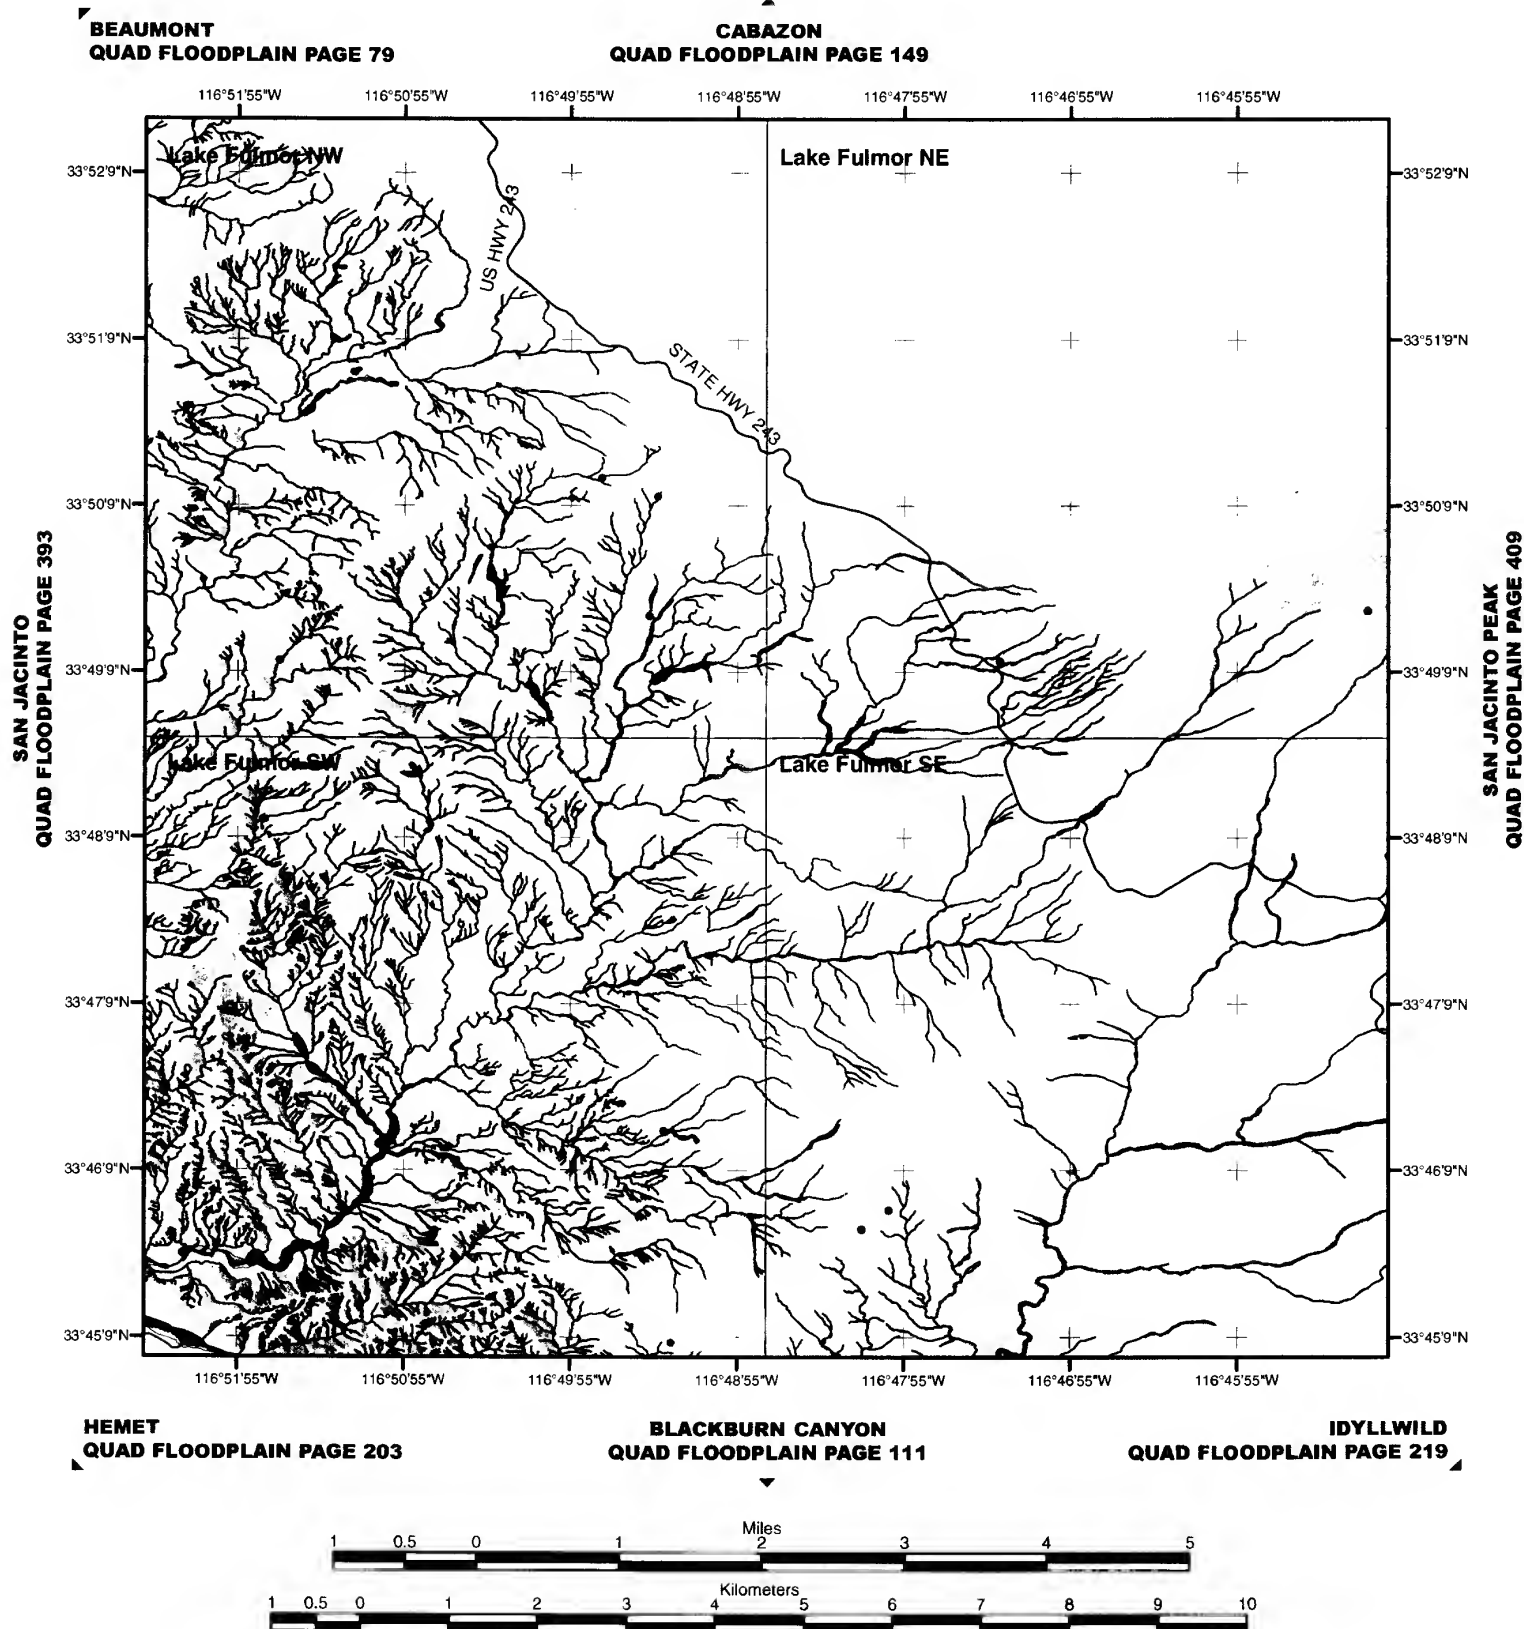 BEAUMONT
QUAD FLOODPLAIN PAGE 79
CABAZON
QUAD FLOODPLAIN PAGE 149
116°51'55"W 116°50'55"W 116°49'55"W 116°48'55"W 116°47'55"W 116°46'55"W 116°45'55"W
Lake Fulmor NW
Lake Fulmor NE
33°52'9"N
33°52'9"N
US HWY 243
33°51'9"N
33°51'9"N
STATE HWY 243
33°50'9"N
33°50'9"N
SAN JACINTO
QUAD FLOODPLAIN PAGE 393
SAN JACINTO PEAK
QUAD FLOODPLAIN PAGE 409
33°49'9"N
33°49'9"N
Lake Fulmor SW
Lake Fulmor SE
33°48'9"N
33°48'9"N
33°47'9"N
33°47'9"N
33°46'9"N
33°46'9"N
33°45'9"N
33°45'9"N
116°51'55"W 116°50'55"W 116°49'55"W 116°48'55"W 116°47'55"W 116°46'55"W 116°45'55"W
HEMET
QUAD FLOODPLAIN PAGE 203
BLACKBURN CANYON
QUAD FLOODPLAIN PAGE 111
IDYLLWILD
QUAD FLOODPLAIN PAGE 219
Miles
1 0.5 0 1 2 3 4 5
Kilometers
1 0.5 0 1 2 3 4 5 6 7 8 9 10